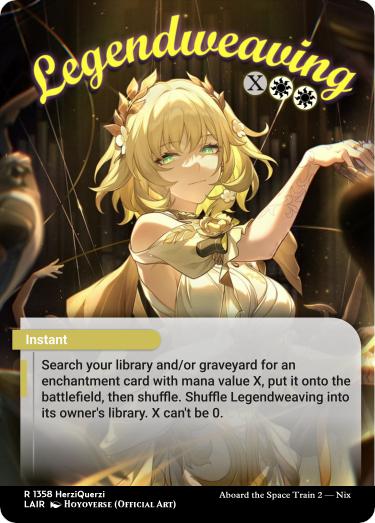 Legendweaving
X
Instant
Search your library and/or graveyard for an
enchantment card with mana value X, put it onto the
battlefield, then shuffle. Shuffle Legendweaving into
its owner's library. X can't be 0.
R 1358 HerziQuerzi
Aboard the Space Train 2 — Nix
LAIR Hoyoverse (Official Art)